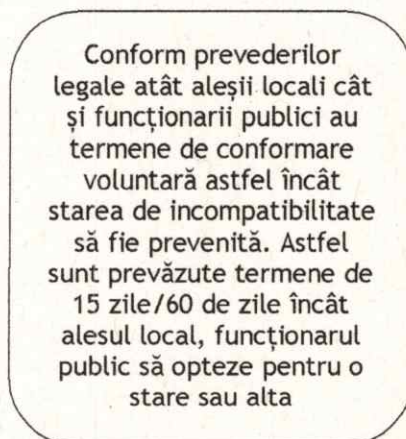 Conform prevederilor
legale atât aleșii locali cât
și funcționarii publici au
termene de conformare
voluntară astfel încât
starea de incompatibilitate
să fie prevenită. Astfel
sunt prevăzute termene de
15 zile/60 de zile încât
alesul local, funcționarul
public să opteze pentru o
stare sau alta